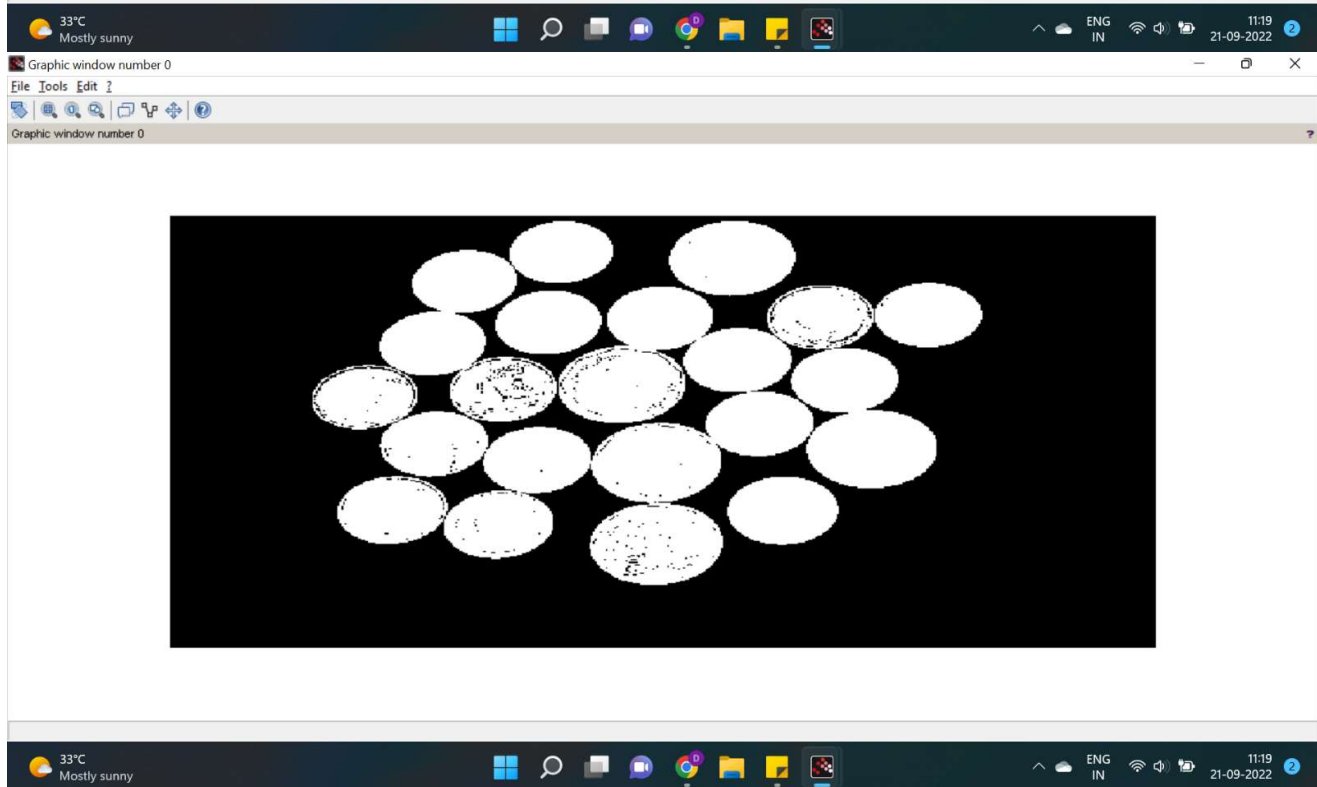 33°C
Mostly sunny
D
ENG
IN
11:19
21-09-2022
2
Graphic window number 0
File Tools Edit ?
Graphic window number 0
?
33°C
Mostly sunny
D
ENG
IN
11:19
21-09-2022
2